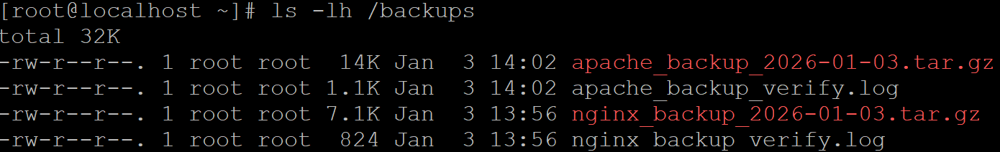 [root@localhost ~]# ls -lh /backups
total 32K
-rw-r--r--. 1 root root  14K Jan  3 14:02 apache_backup_2026-01-03.tar.gz
-rw-r--r--. 1 root root 1.1K Jan  3 14:02 apache_backup_verify.log
-rw-r--r--. 1 root root 7.1K Jan  3 13:56 nginx_backup_2026-01-03.tar.gz
-rw-r--r--. 1 root root  824 Jan  3 13:56 nginx_backup_verify.log